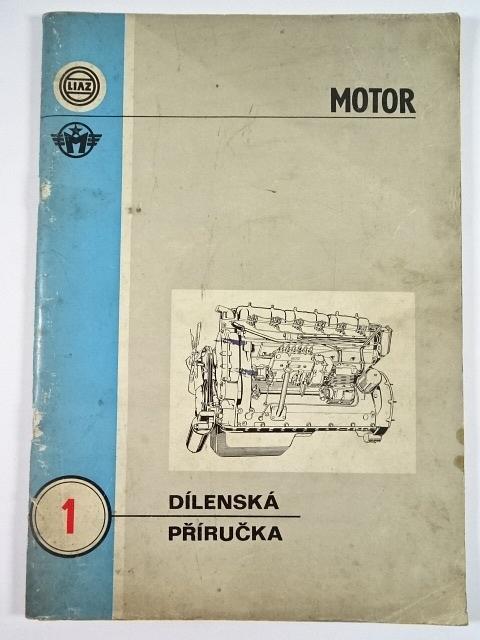 LIAZ
MOTOR
M
1
DÍLENSKÁ
PŘÍRUČKA